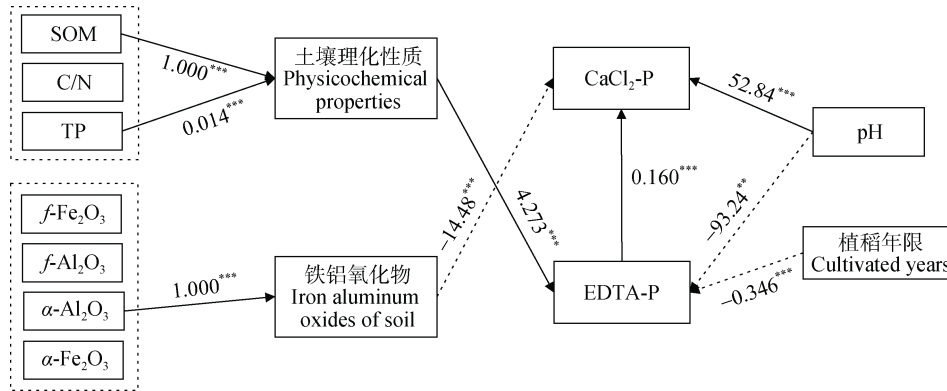 SOM
C/N
TP
1.000***
0.014***
土壤理化性质
Physicochemical
properties
CaCl₂-P
52.84***
pH
f-Fe₂O₃
f-Al₂O₃
α-Al₂O₃
α-Fe₂O₃
1.000***
铁铝氧化物
Iron aluminum
oxides of soil
−14.48***
4.273***
0.160***
−93.24**
EDTA-P
−0.346***
植稻年限
Cultivated years